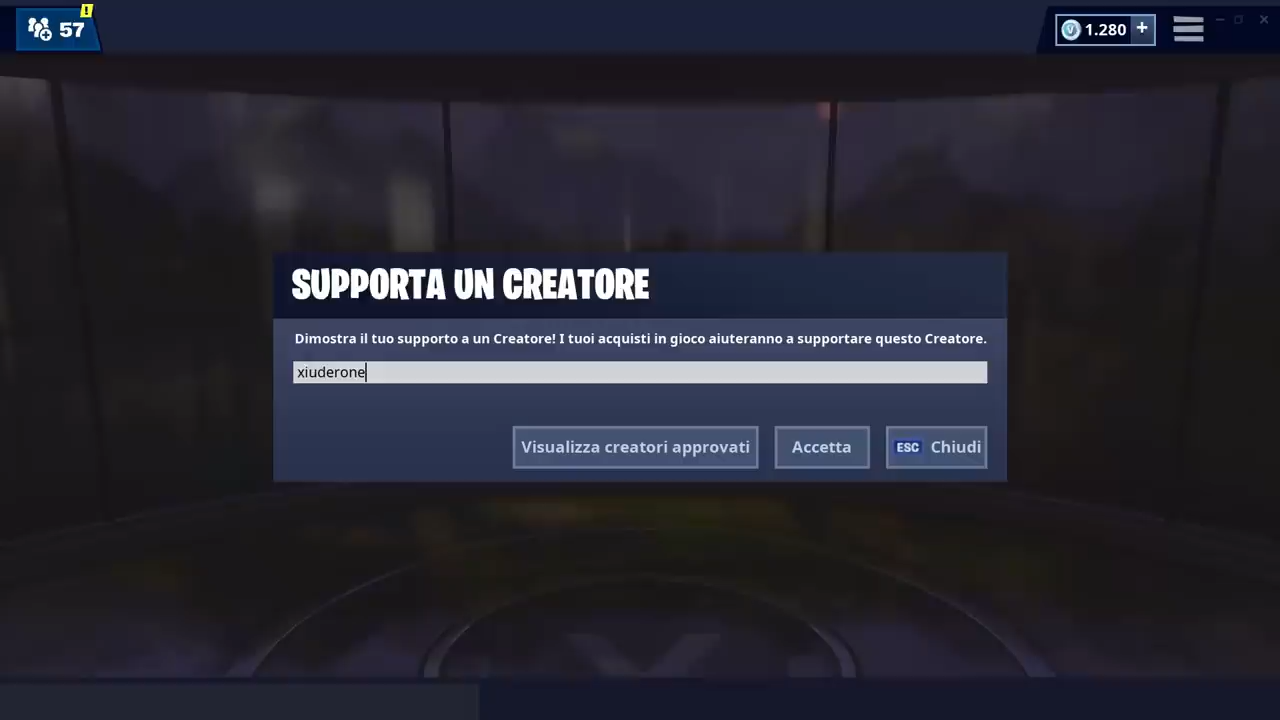 57
!
1.280 +
SUPPORTA UN CREATORE
Dimostra il tuo supporto a un Creatore! I tuoi acquisti in gioco aiuteranno a supportare questo Creatore.
xiuderone
Visualizza creatori approvati
Accetta
ESC Chiudi